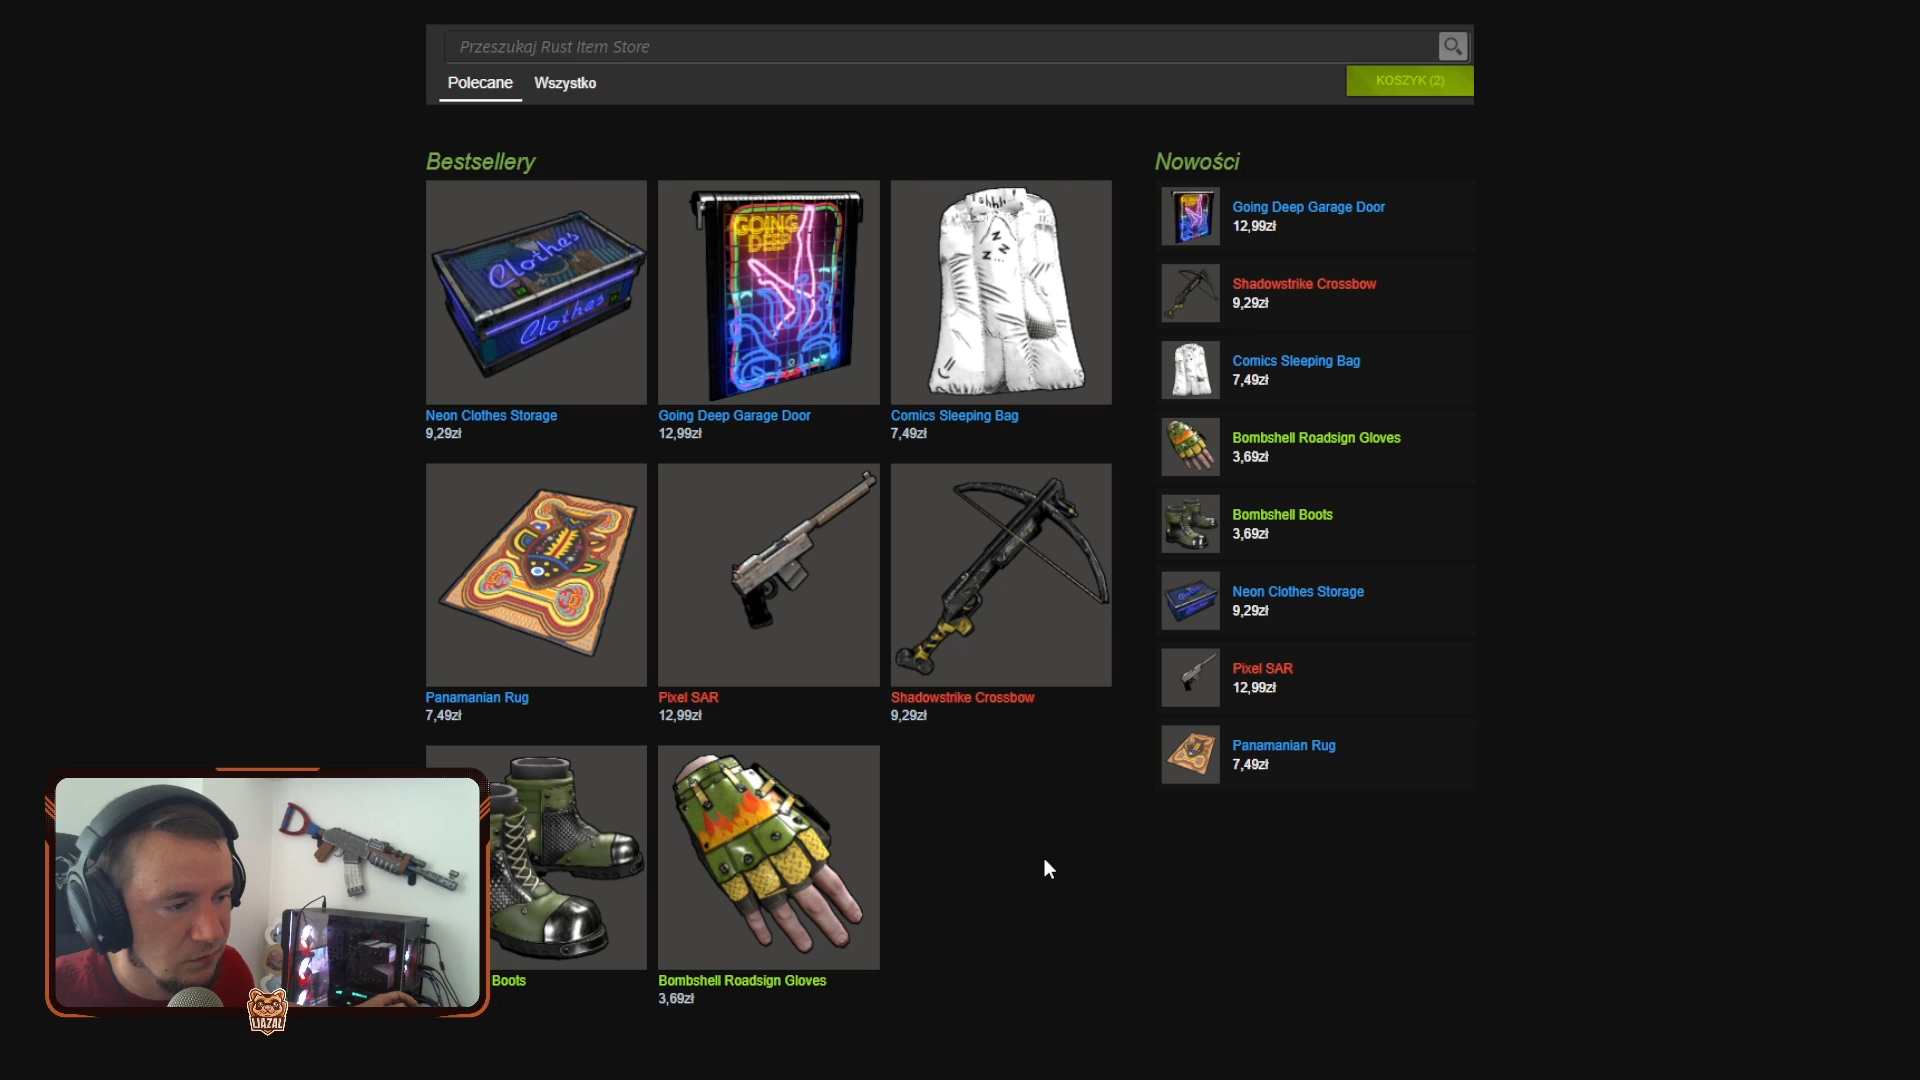 Przeszukaj Rust Item Store
Polecane
Wszystko
KOSZYK (2)
Bestsellery
Clothes
Clothes
GOING
DEEP
Neon Clothes Storage
9,29zł
Going Deep Garage Door
12,99zł
Comics Sleeping Bag
7,49zł
Panamanian Rug
7,49zł
Pixel SAR
12,99zł
Shadowstrike Crossbow
9,29zł
Boots
Bombshell Roadsign Gloves
3,69zł
Nowości
Going Deep Garage Door
12,99zł
Shadowstrike Crossbow
9,29zł
Comics Sleeping Bag
7,49zł
Bombshell Roadsign Gloves
3,69zł
Bombshell Boots
3,69zł
Neon Clothes Storage
9,29zł
Pixel SAR
12,99zł
Panamanian Rug
7,49zł